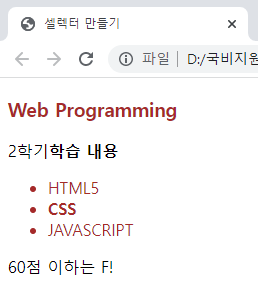 셀렉터 만들기
파일 | D:/국비지원
Web Programming
2학기학습 내용
• HTML5
• CSS
• JAVASCRIPT
60점 이하는 F!